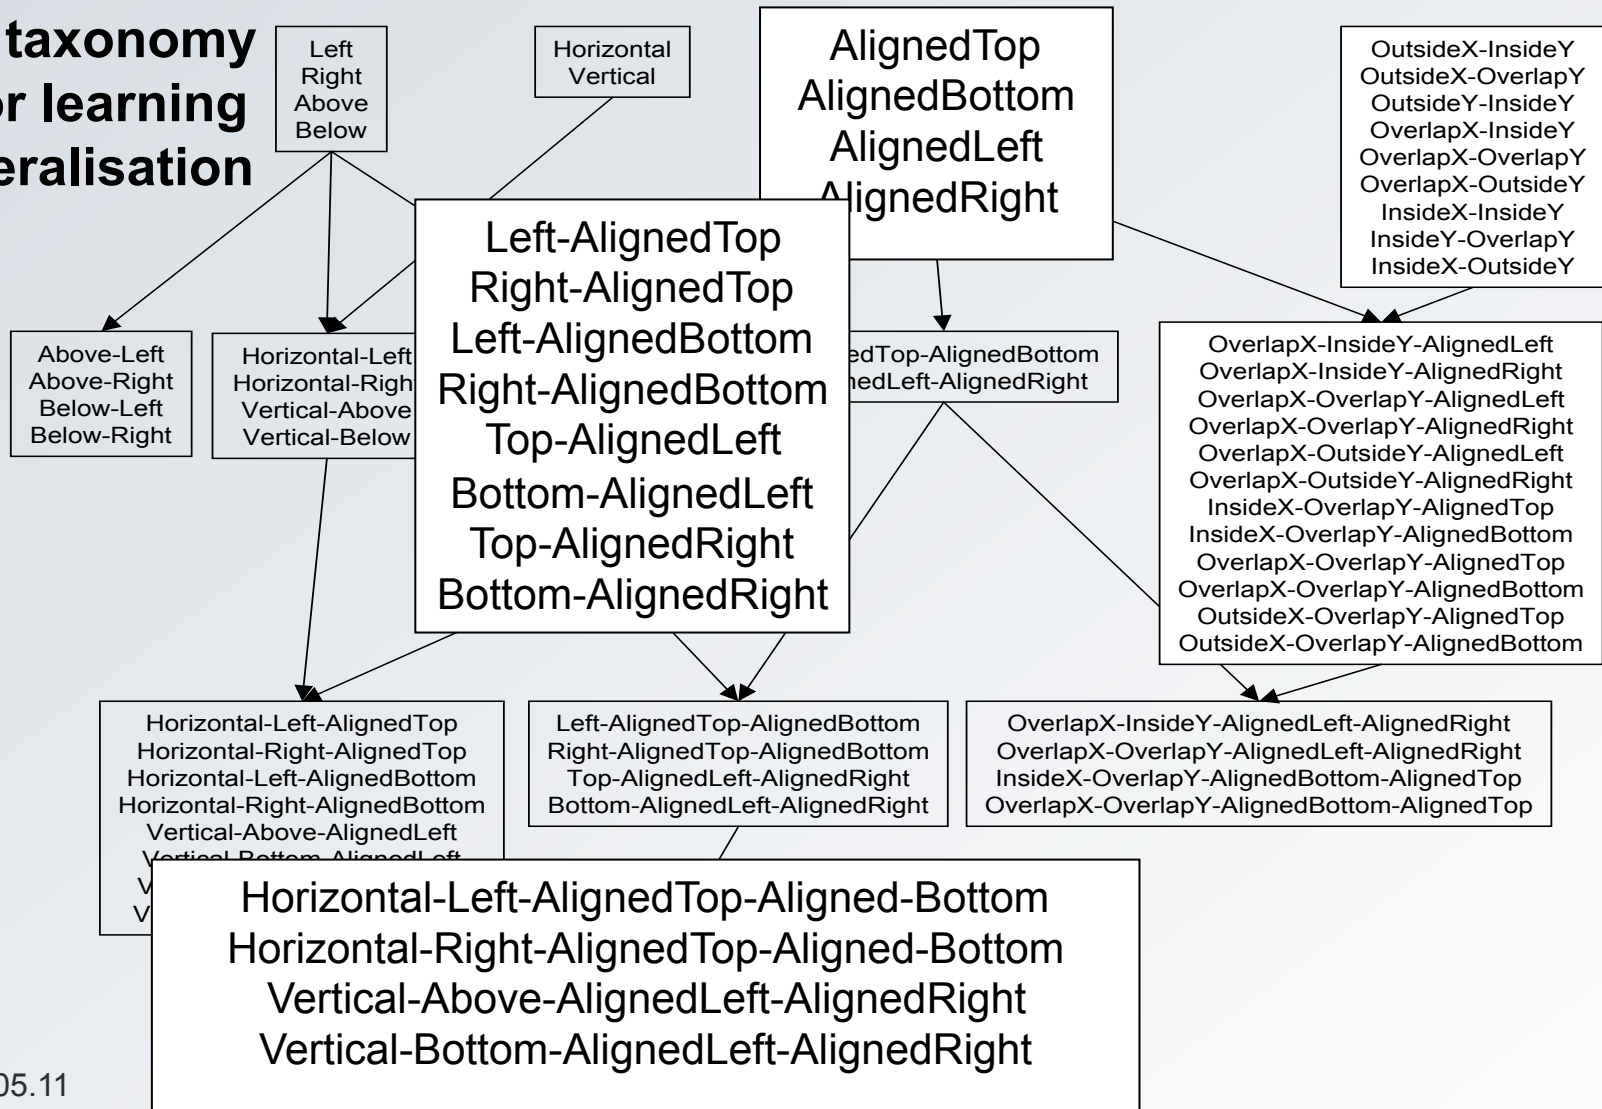 taxonomy
or learning
eralisation
Left
Right
Above
Below
Horizontal
Vertical
AlignedTop
AlignedBottom
AlignedLeft
AlignedRight
OutsideX-InsideY
OutsideX-OverlapY
OutsideY-InsideY
OverlapX-InsideY
OverlapX-OverlapY
OverlapX-OutsideY
InsideX-InsideY
InsideY-OverlapY
InsideX-OutsideY
Above-Left
Above-Right
Below-Left
Below-Right
Horizontal-Left
Horizontal-Righ
Vertical-Above
Vertical-Below
Left-AlignedTop
Right-AlignedTop
Left-AlignedBottom
Right-AlignedBottom
Top-AlignedLeft
Bottom-AlignedLeft
Top-AlignedRight
Bottom-AlignedRight
edTop-AlignedBottom
nedLeft-AlignedRight
OverlapX-InsideY-AlignedLeft
OverlapX-InsideY-AlignedRight
OverlapX-OverlapY-AlignedLeft
OverlapX-OverlapY-AlignedRight
OverlapX-OutsideY-AlignedLeft
OverlapX-OutsideY-AlignedRight
InsideX-OverlapY-AlignedTop
InsideX-OverlapY-AlignedBottom
OverlapX-OverlapY-AlignedTop
OverlapX-OverlapY-AlignedBottom
OutsideX-OverlapY-AlignedTop
OutsideX-OverlapY-AlignedBottom
Horizontal-Left-AlignedTop
Horizontal-Right-AlignedTop
Horizontal-Left-AlignedBottom
Horizontal-Right-AlignedBottom
Vertical-Above-AlignedLeft
Vertical-Bottom-AlignedLeft
V
V
Left-AlignedTop-AlignedBottom
Right-AlignedTop-AlignedBottom
Top-AlignedLeft-AlignedRight
Bottom-AlignedLeft-AlignedRight
OverlapX-InsideY-AlignedLeft-AlignedRight
OverlapX-OverlapY-AlignedLeft-AlignedRight
InsideX-OverlapY-AlignedBottom-AlignedTop
OverlapX-OverlapY-AlignedBottom-AlignedTop
Horizontal-Left-AlignedTop-Aligned-Bottom
Horizontal-Right-AlignedTop-Aligned-Bottom
Vertical-Above-AlignedLeft-AlignedRight
Vertical-Bottom-AlignedLeft-AlignedRight
05.11